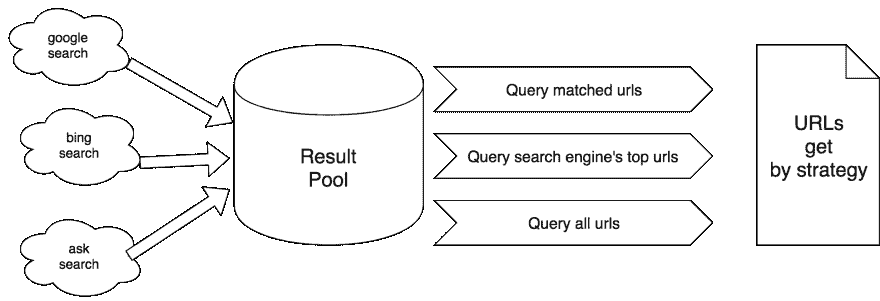 google
search
bing
search
ask
search
Result
Pool
Query matched urls
Query search engine's top urls
Query all urls
URLs
get
by strategy